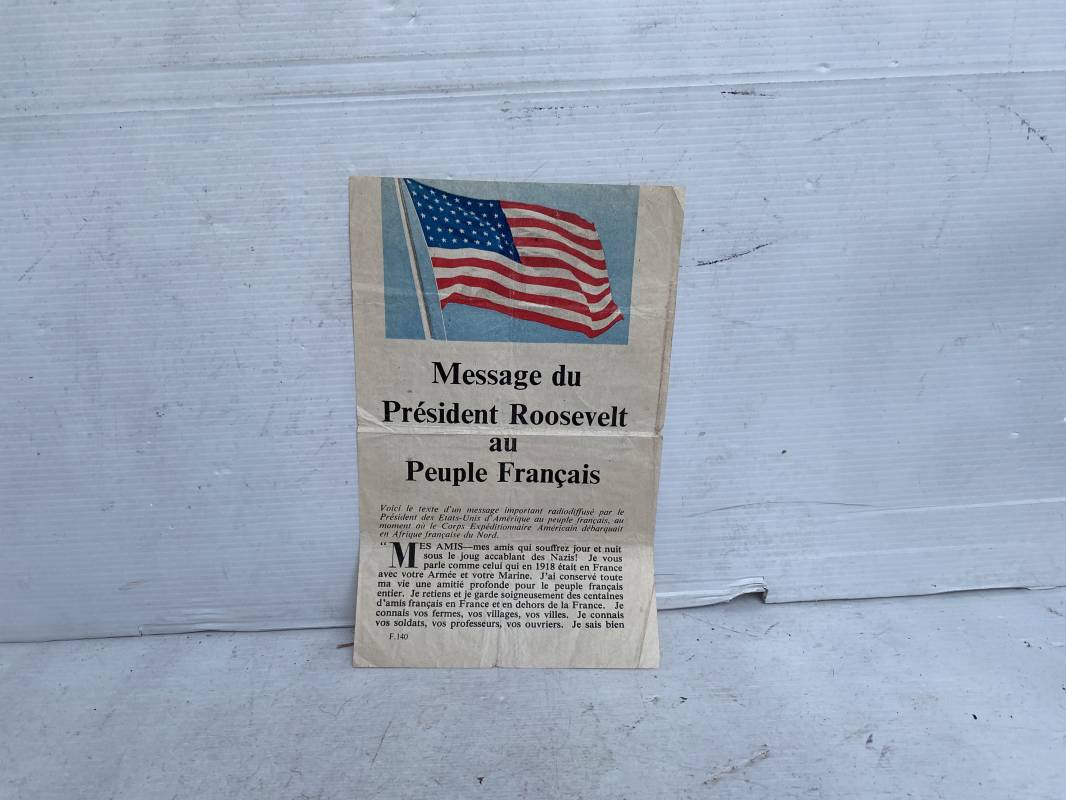 Message du
Président Roosevelt
au
Peuple Français
Voici le texte d'un message important radiodiffusé par le
Président des Etats-Unis d'Amérique au peuple français, au
moment où le Corps Expéditionnaire Américain débarquait
en Afrique française du Nord.
“MES AMIS—mes amis qui souffrez jour et nuit
sous le joug accablant des Nazis! Je vous
parle comme celui qui en 1918 était en France
avec votre Armée et votre Marine. J'ai conservé toute
ma vie une amitié profonde pour le peuple français
entier. Je retiens et je garde soigneusement des centaines
d'amis français en France et en dehors de la France. Je
connais vos fermes, vos villages, vos villes. Je connais
vos soldats, vos professeurs, vos ouvriers. Je sais bien
F.140